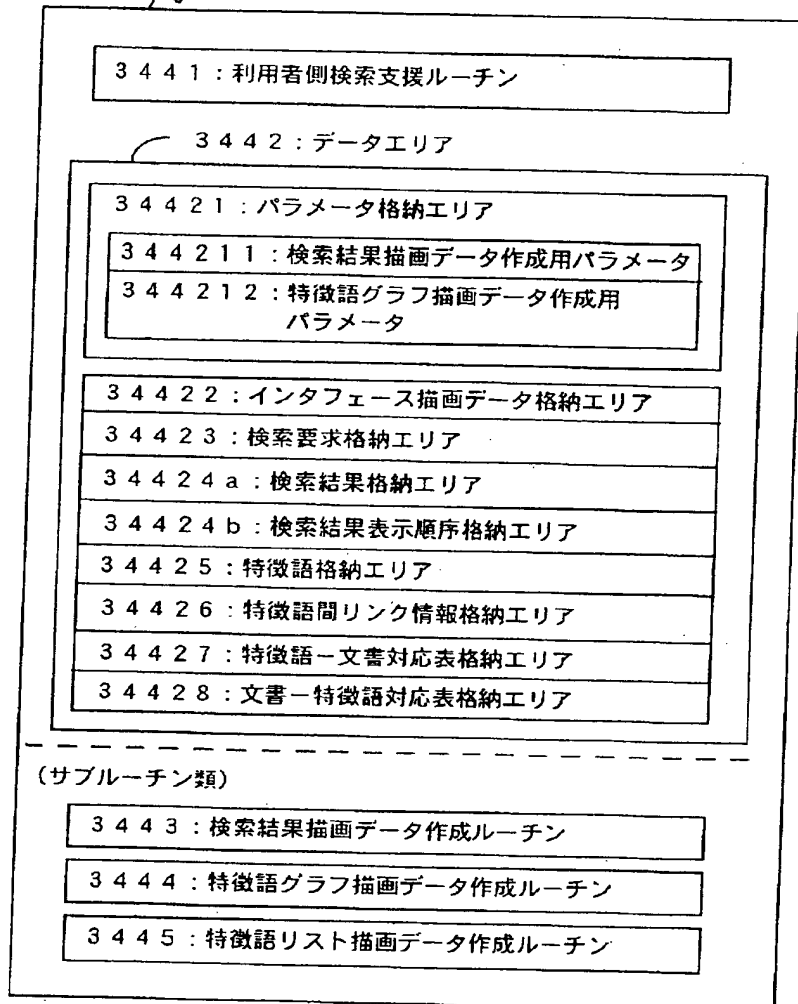 3441：利用者側検索支援ルーチン
3442：データエリア
34421：パラメータ格納エリア
344211：検索結果描画データ作成用パラメータ
344212：特徴語グラフ描画データ作成用
パラメータ
34422：インタフェース描画データ格納エリア
34423：検索要求格納エリア
34424a：検索結果格納エリア
34424b：検索結果表示順序格納エリア
34425：特徴語格納エリア
34426：特徴語間リンク情報格納エリア
34427：特徴語－文書対応表格納エリア
34428：文書－特徴語対応表格納エリア
(サブルーチン類)
3443：検索結果描画データ作成ルーチン
3444：特徴語グラフ描画データ作成ルーチン
3445：特徴語リスト描画データ作成ルーチン